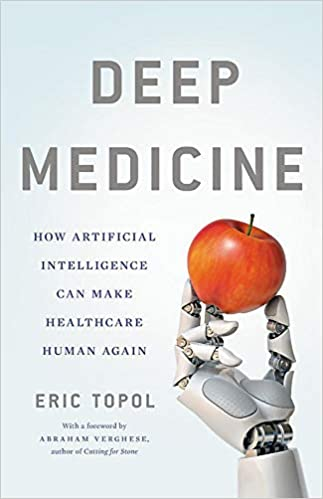 DEEP
MEDICINE
HOW ARTIFICIAL
INTELLIGENCE
CAN MAKE
HEALTHCARE
HUMAN AGAIN
ERIC TOPOL
With a foreword by
ABRAHAM VERGHESE,
author of Cutting for Stone